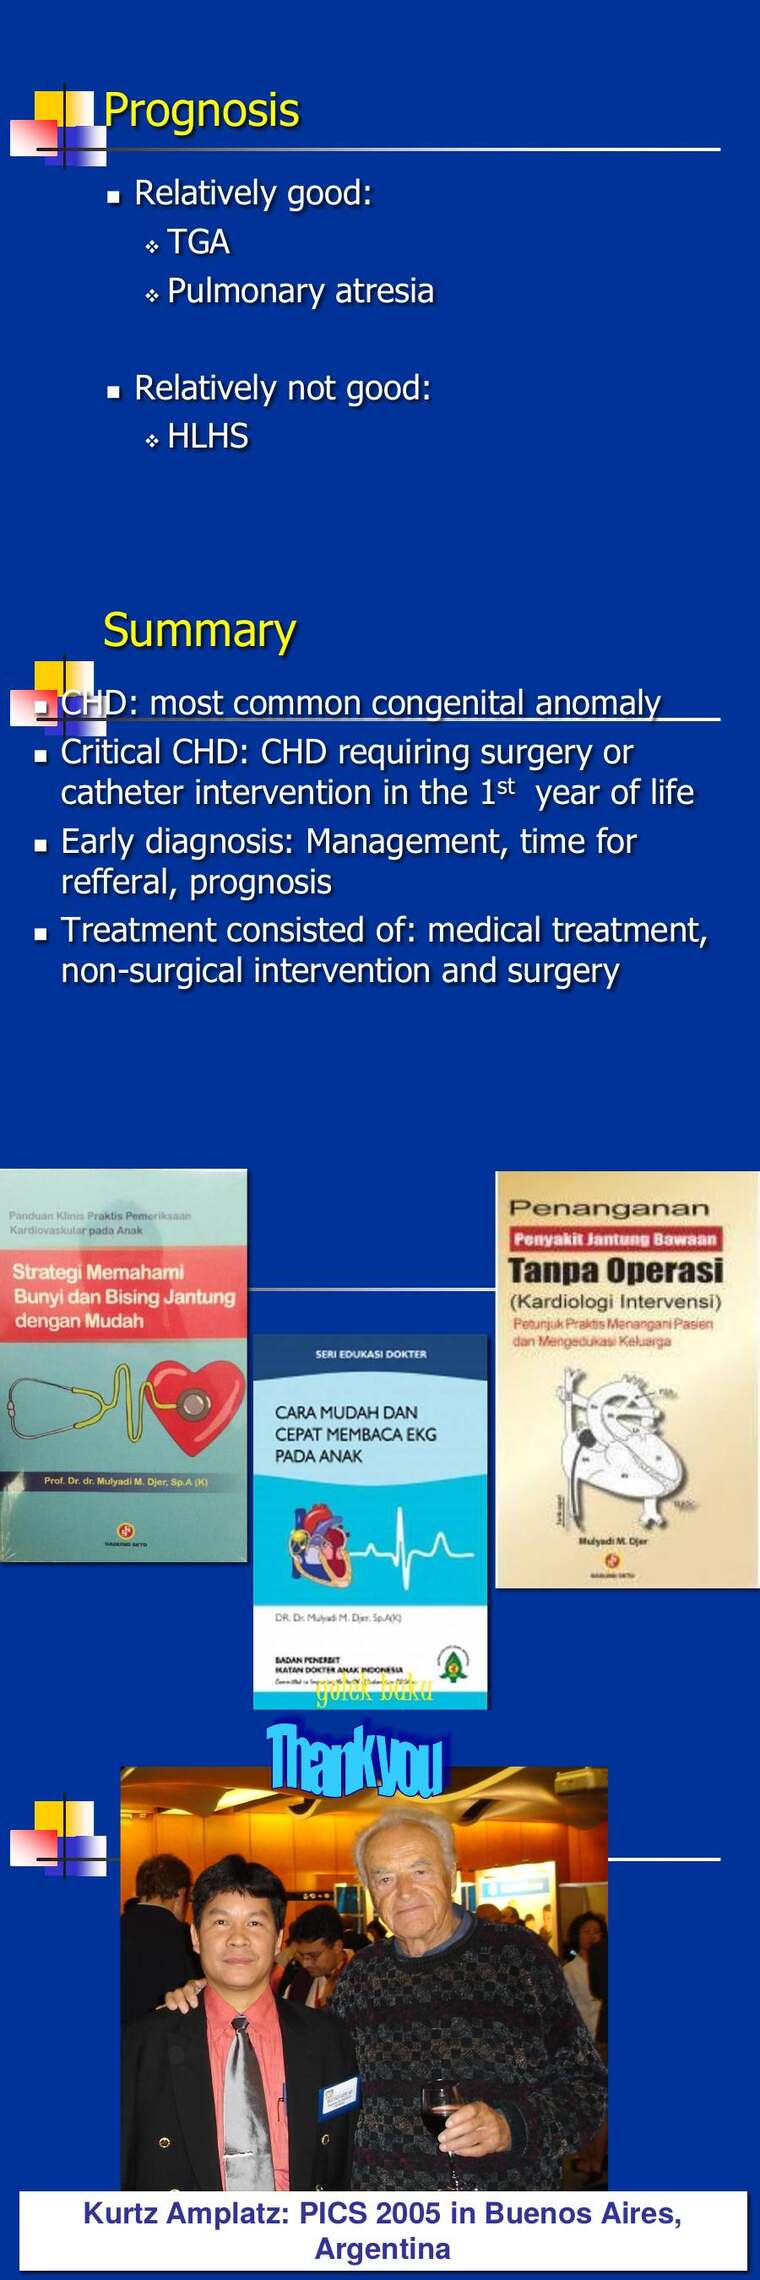 Prognosis
Relatively good:
TGA
Pulmonary atresia
Relatively not good:
HLHS
Summary
CHD: most common congenital anomaly
Critical CHD: CHD requiring surgery or
catheter intervention in the 1st year of life
Early diagnosis: Management, time for
refferal, prognosis
Treatment consisted of: medical treatment,
non-surgical intervention and surgery
Panduan Klinis Praktis Pemeriksaan
Kardiovaskular pada Anak
Strategi Memahami
Bunyi dan Bising Jantung
dengan Mudah
Prof. Dr. dr. Mulyadi M. Djer, Sp.A (K)
SAGUNG SETO
SERI EDUKASI DOKTER
CARA MUDAH DAN
CEPAT MEMBACA EKG
PADA ANAK
DR. Dr. Mulyadi M. Djer, Sp.A(K)
BADAN PENERBIT
IKATAN DOKTER ANAK INDONESIA
golek baku
Penanganan
Penyakit Jantung Bawaan
Tanpa Operasi
(Kardiologi Intervensi)
Petunjuk Praktis Menangani Pasien
dan Mengedukasi Keluarga
Mulyadi M. Djer
SAGUNG SETO
Thank you
Kurtz Amplatz: PICS 2005 in Buenos Aires,
Argentina